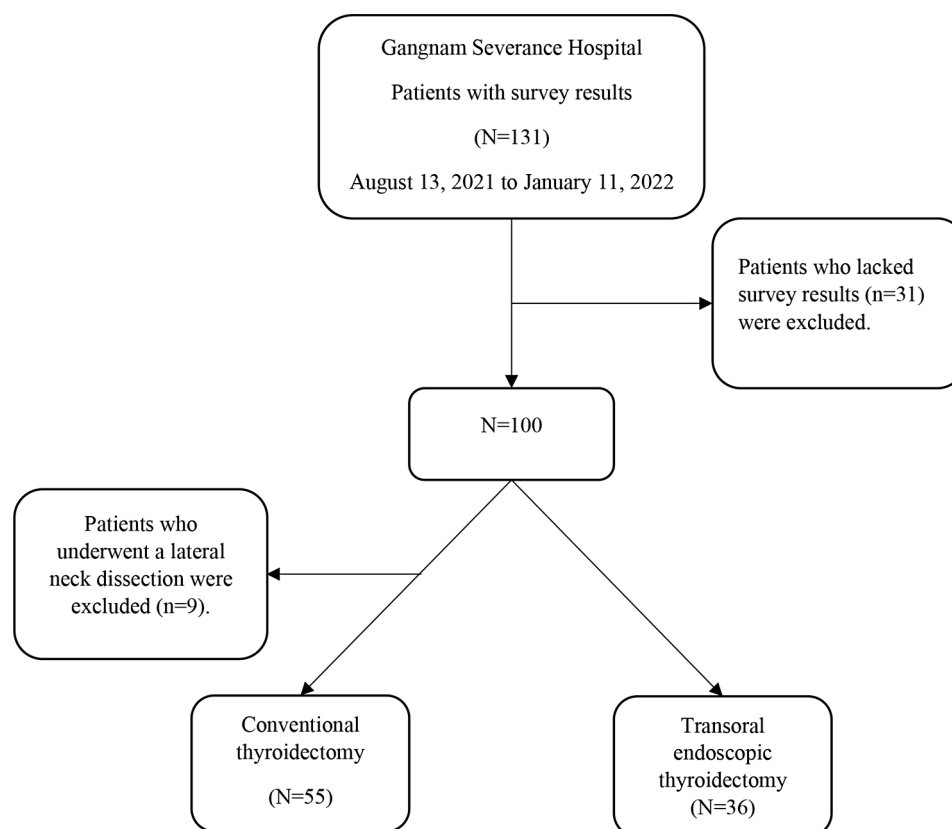 Gangnam Severance Hospital
Patients with survey results
(N=131)
August 13, 2021 to January 11, 2022
Patients who lacked
survey results (n=31)
were excluded.
N=100
Patients who
underwent a lateral
neck dissection were
excluded (n=9).
Conventional
thyroidectomy
(N=55)
Transoral
endoscopic
thyroidectomy
(N=36)